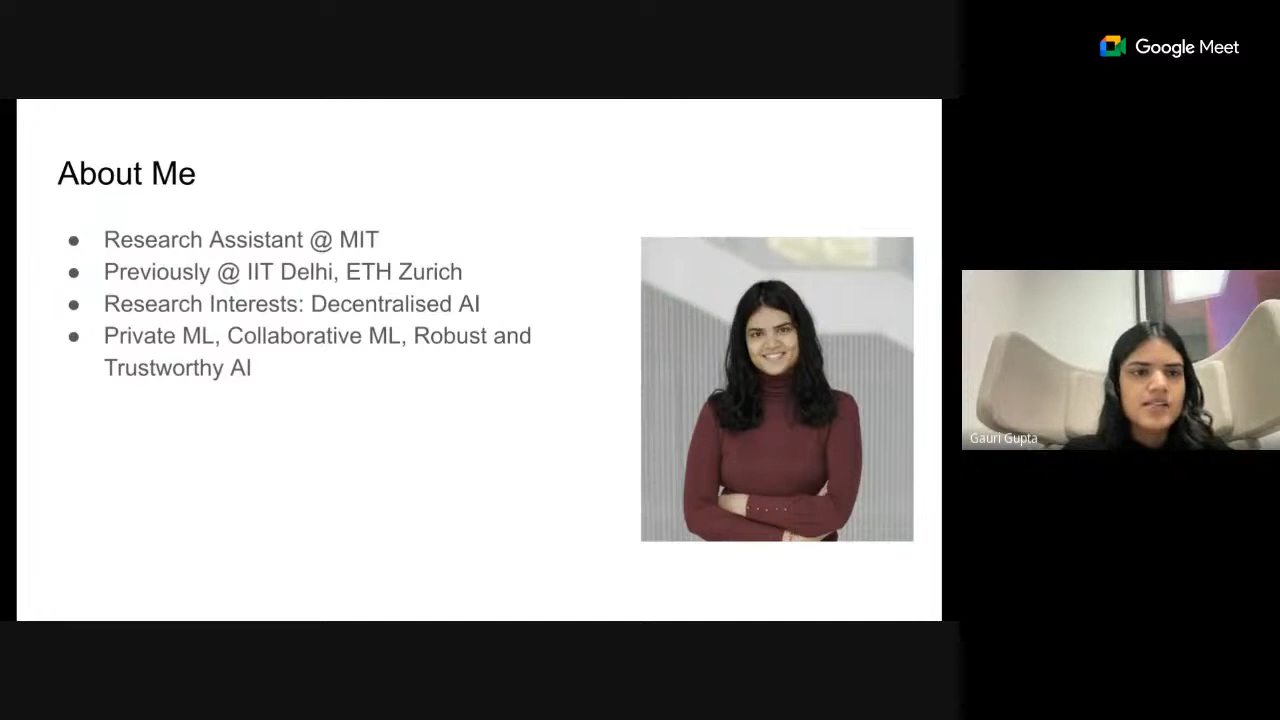 Google Meet
About Me
● Research Assistant @ MIT
● Previously @ IIT Delhi, ETH Zurich
● Research Interests: Decentralised AI
● Private ML, Collaborative ML, Robust and
Trustworthy AI
Gauri Gupta